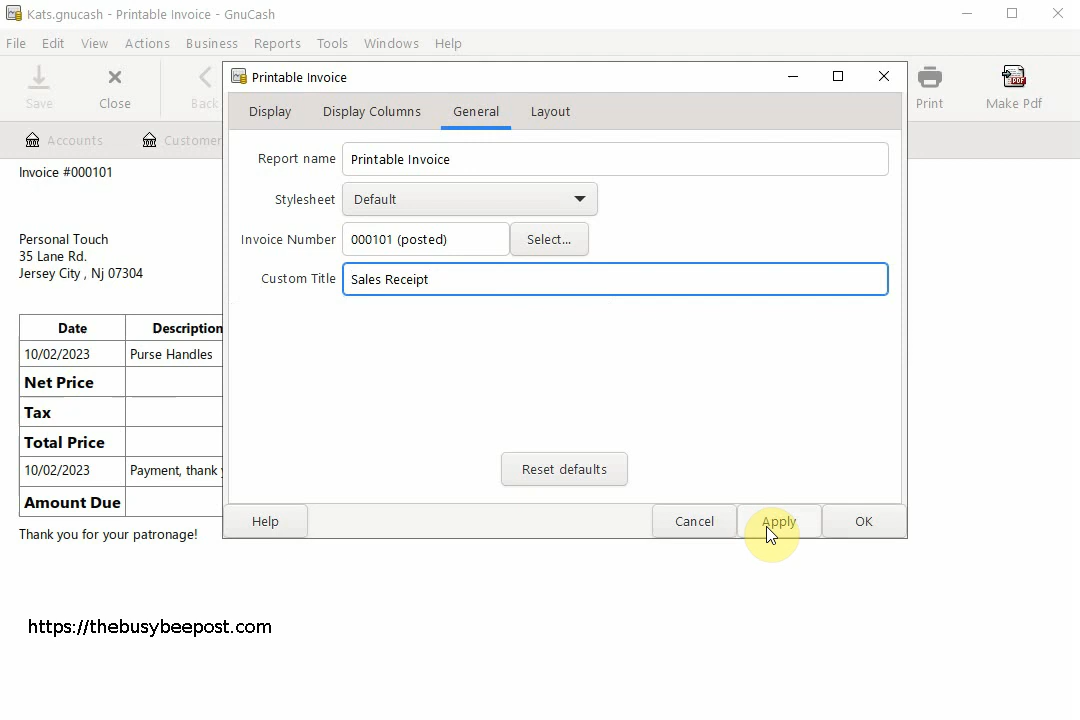 Kats.gnucash - Printable Invoice - GnuCash
File Edit View Actions Business Reports Tools Windows Help
Save Close Back Print Make Pdf
Printable Invoice
Display Display Columns General Layout
Accounts Customer
Report name Printable Invoice
Stylesheet Default
Invoice Number 000101 (posted) Select...
Custom Title Sales Receipt
Reset defaults
Help Cancel Apply OK
Invoice #000101
Personal Touch
35 Lane Rd.
Jersey City , Nj 07304
Date Description
10/02/2023 Purse Handles
Net Price
Tax
Total Price
10/02/2023 Payment, thank
Amount Due
Thank you for your patronage!
https://thebusybeepost.com